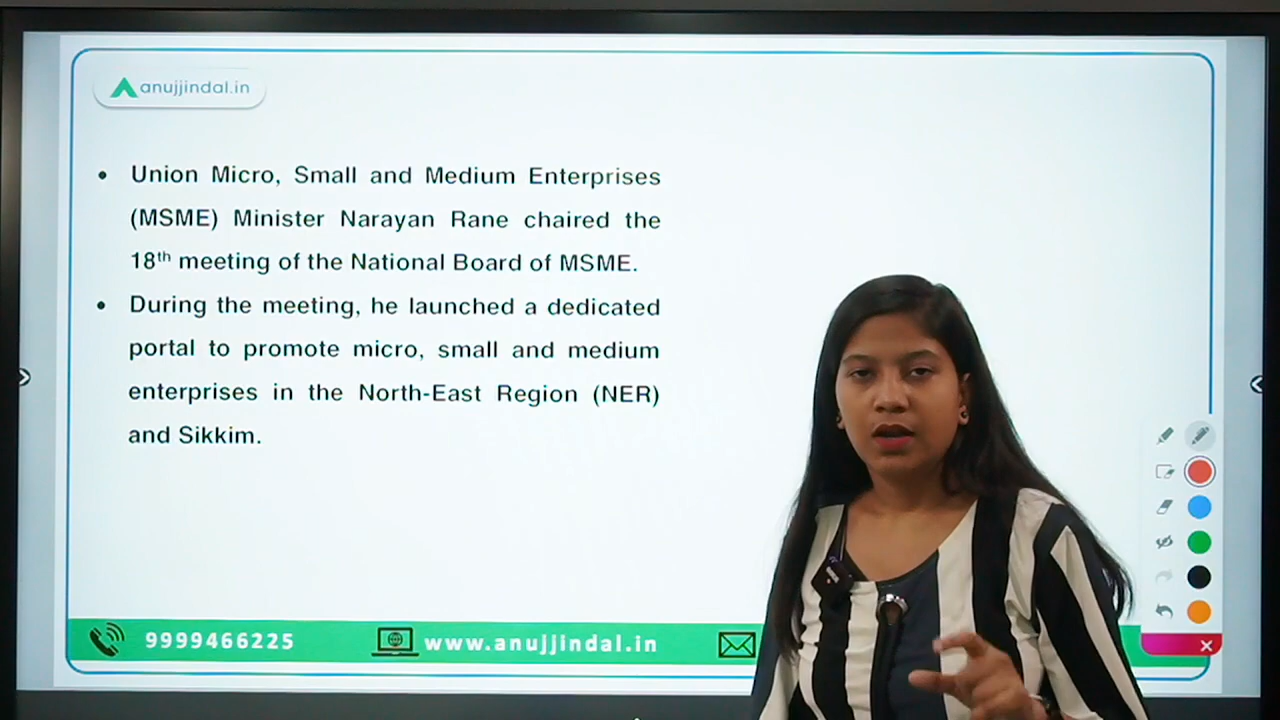 anujjindal.in
• Union Micro, Small and Medium Enterprises
(MSME) Minister Narayan Rane chaired the
18th meeting of the National Board of MSME.
• During the meeting, he launched a dedicated
portal to promote micro, small and medium
enterprises in the North-East Region (NER)
and Sikkim.
9999466225 www.anujjindal.in